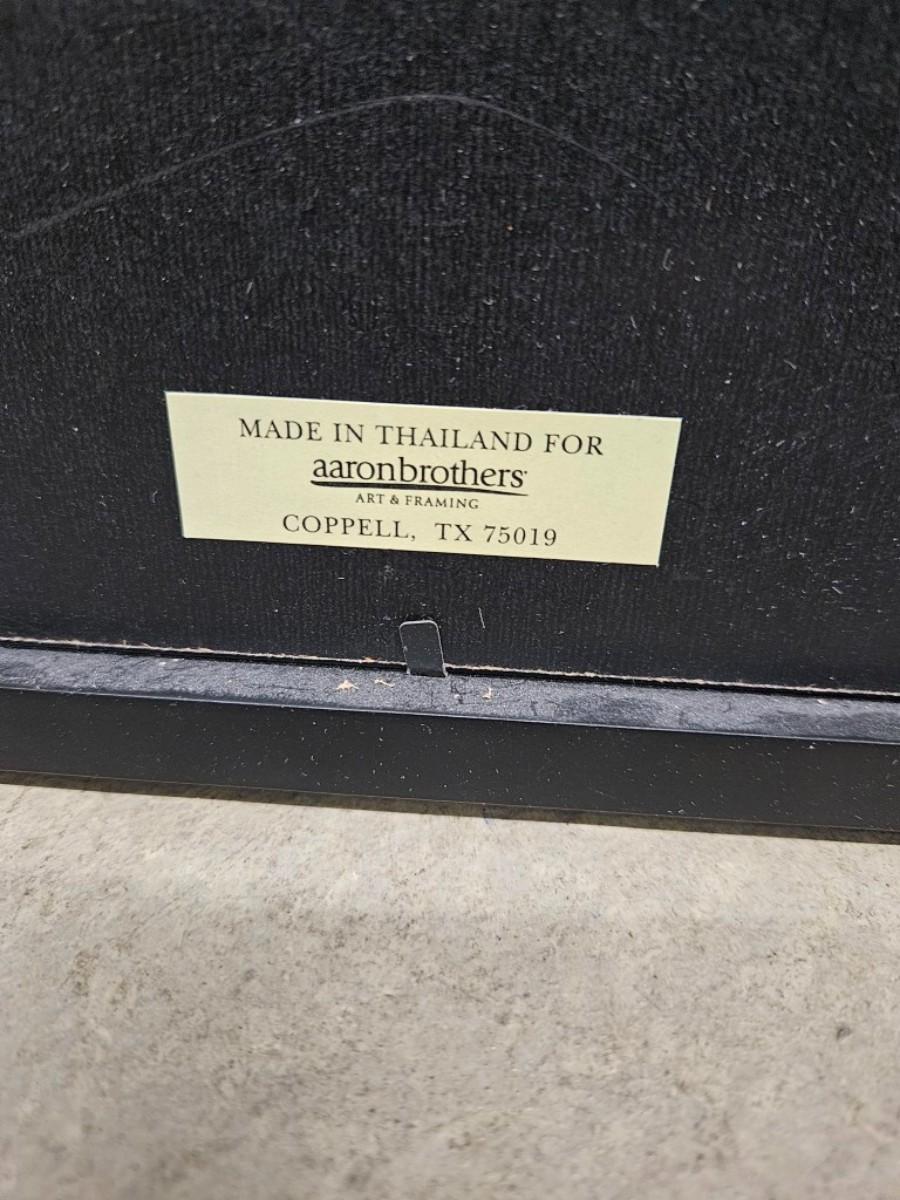 MADE IN THAILAND FOR
aaronbrothers
ART & FRAMING
COPPELL, TX 75019